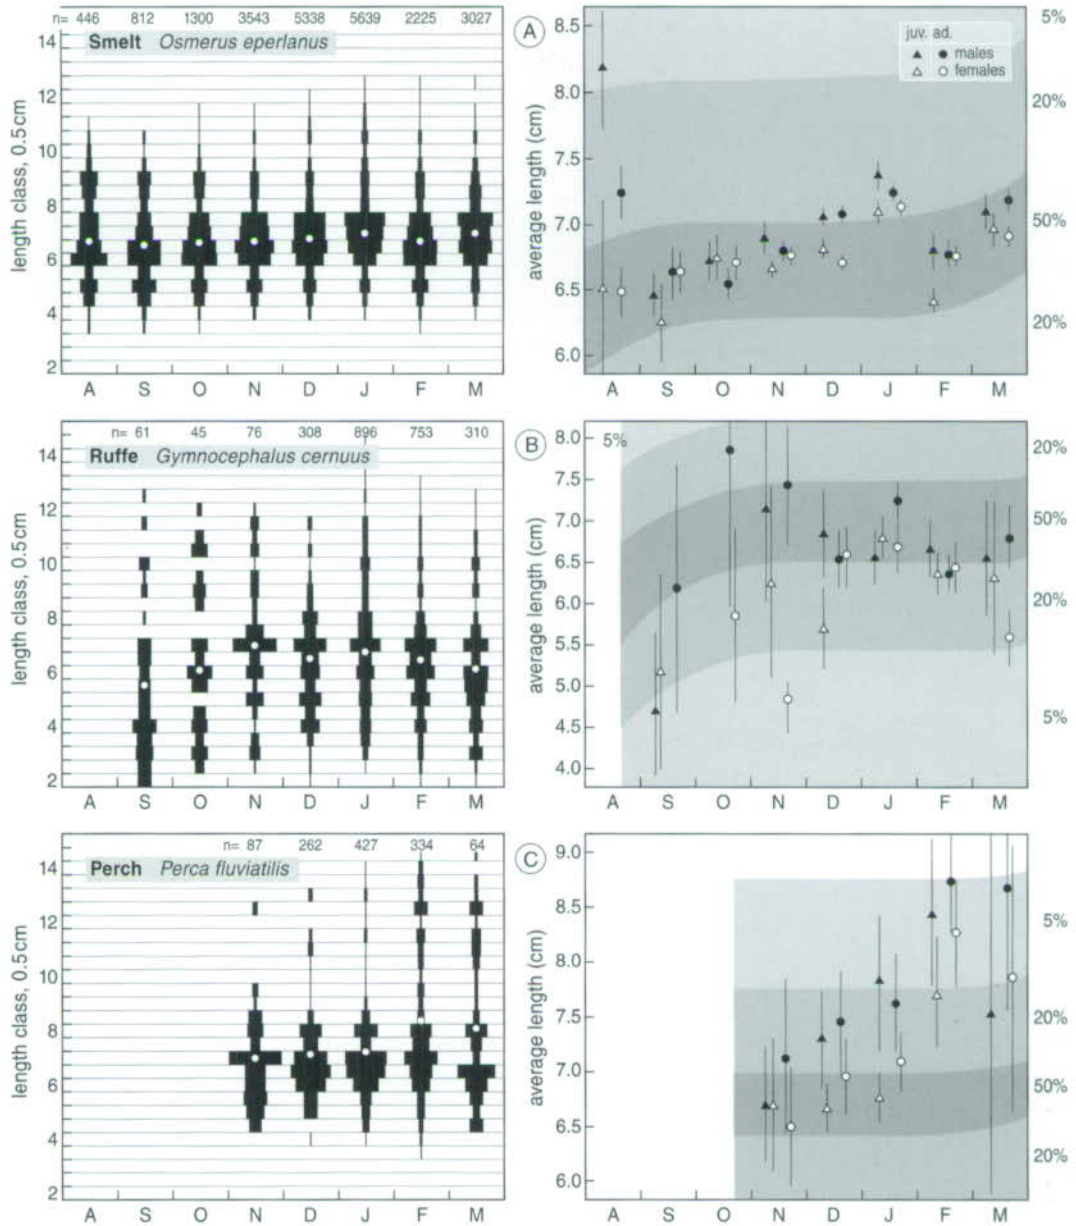 n= 446 812 1300 3543 5338 5639 2225 3027
Smelt Osmerus eperlanus
length class, 0.5cm
14
12
10
8
6
4
2
A S O N D J F M
A
juv. ad.
males
females
average length (cm)
8.5
8.0
7.5
7.0
6.5
6.0
5%
20%
50%
20%
A S O N D J F M
n= 61 45 76 308 896 753 310
Ruffe Gymnocephalus cernuus
length class, 0.5cm
14
12
10
8
6
4
2
A S O N D J F M
B
5%
average length (cm)
8.0
7.5
7.0
6.5
6.0
5.5
5.0
4.5
4.0
20%
50%
20%
5%
A S O N D J F M
n= 87 262 427 334 64
Perch Perca fluviatilis
length class, 0.5cm
14
12
10
8
6
4
2
A S O N D J F M
C
average length (cm)
9.0
8.5
8.0
7.5
7.0
6.5
6.0
5%
20%
50%
20%
A S O N D J F M